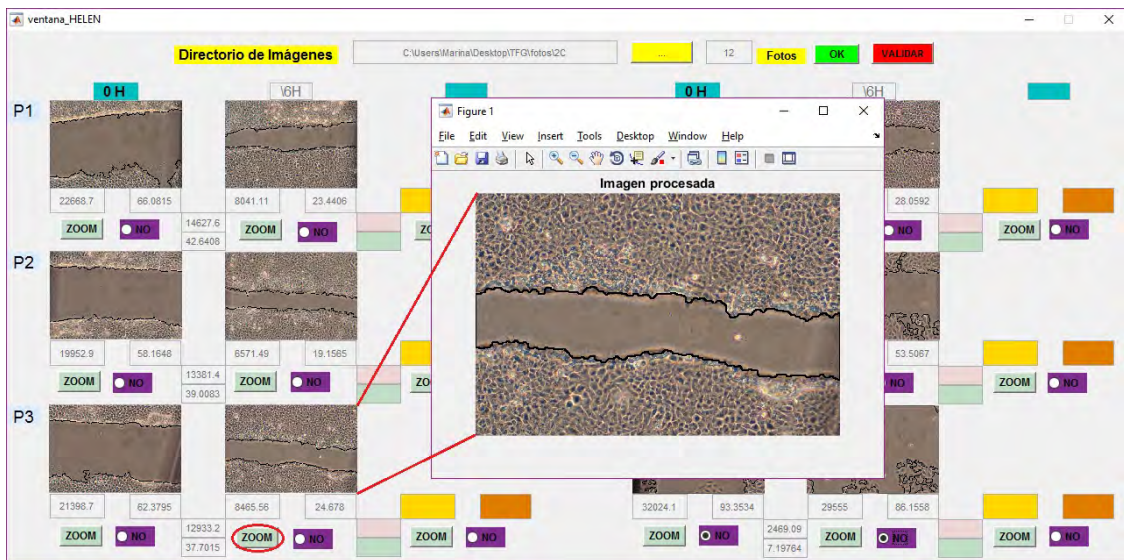 ventana_HELEN
Directorio de Imágenes C:\Users\Marina\Desktop\TFG\fotos\2C ... 12 Fotos OK VALIDAR
0 H \6H 0 H \6H
Figure 1
File Edit View Insert Tools Desktop Window Help
Imagen procesada
P1
22668.7 66.0815 8041.11 23.4406 28.0592
ZOOM NO 14627.6 ZOOM NO NO ZOOM NO
42.6408
P2
19952.9 58.1648 6571.49 19.1565 53.5067
ZOOM NO 13381.4 ZOOM NO NO ZOOM NO
39.0083
P3
21398.7 62.3795 8465.56 24.678 32024.1 93.3534 29555 86.1558
ZOOM NO 12933.2 ZOOM NO ZOOM NO ZOOM NO 2469.09 ZOOM NO ZOOM NO
37.7015 7.19764